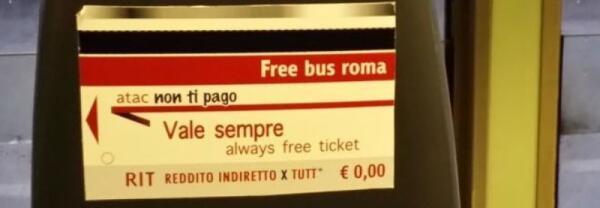 Free bus roma
atac non ti pago
Vale sempre
always free ticket
RIT REDDITO INDIRETTO X TUTT* € 0,00